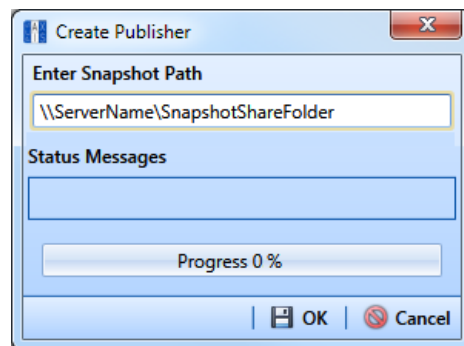 Create Publisher
Enter Snapshot Path
\\ServerName\SnapshotShareFolder
Status Messages
Progress 0 %
OK
Cancel